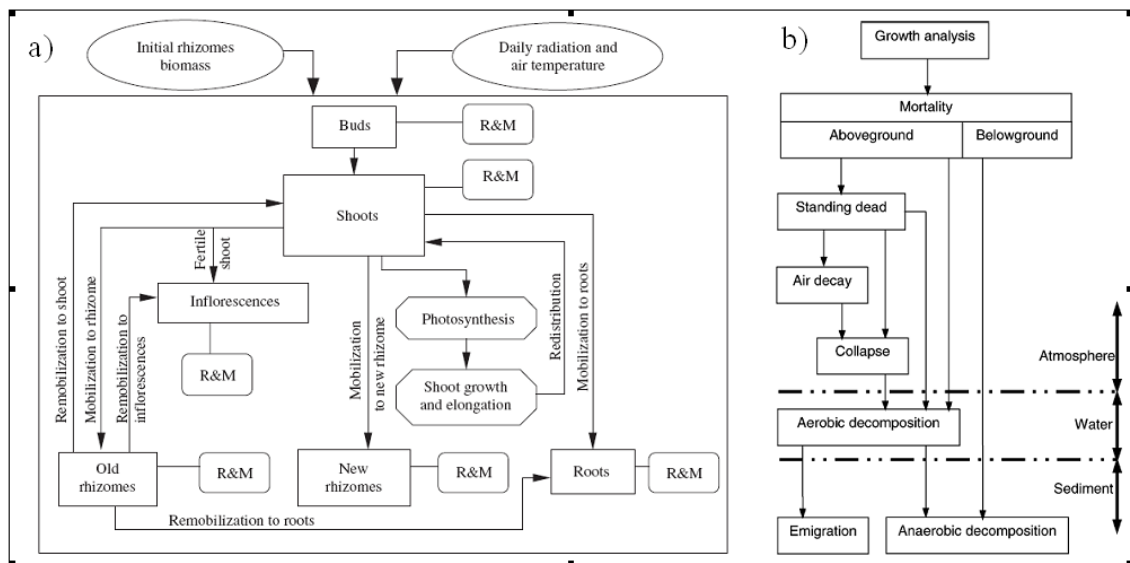 a)
Initial rhizomes
biomass
Daily radiation and
air temperature
Buds
R&M
R&M
Shoots
Remobilization to shoot
Mobilization to rhizome
Remobilization to
inflorescences
Fertile
shoot
Inflorescences
R&M
Mobilization
to new rhizome
Photosynthesis
Shoot growth
and elongation
Redistribution
Mobilization to roots
Old
rhizomes
R&M
New
rhizomes
R&M
Roots
R&M
Remobilization to roots
b)
Growth analysis
Mortality
Aboveground
Belowground
Standing dead
Air decay
Collapse
Atmosphere
Aerobic decomposition
Water
Sediment
Emigration
Anaerobic decomposition